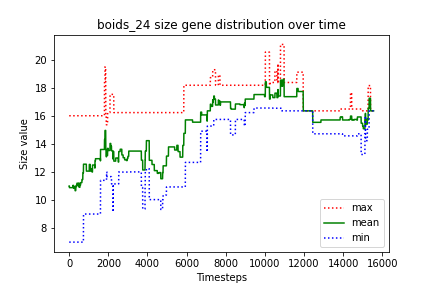 boids_24 size gene distribution over time
Size value
20
18
16
14
12
10
8
max
mean
min
0 2000 4000 6000 8000 10000 12000 14000 16000
Timesteps